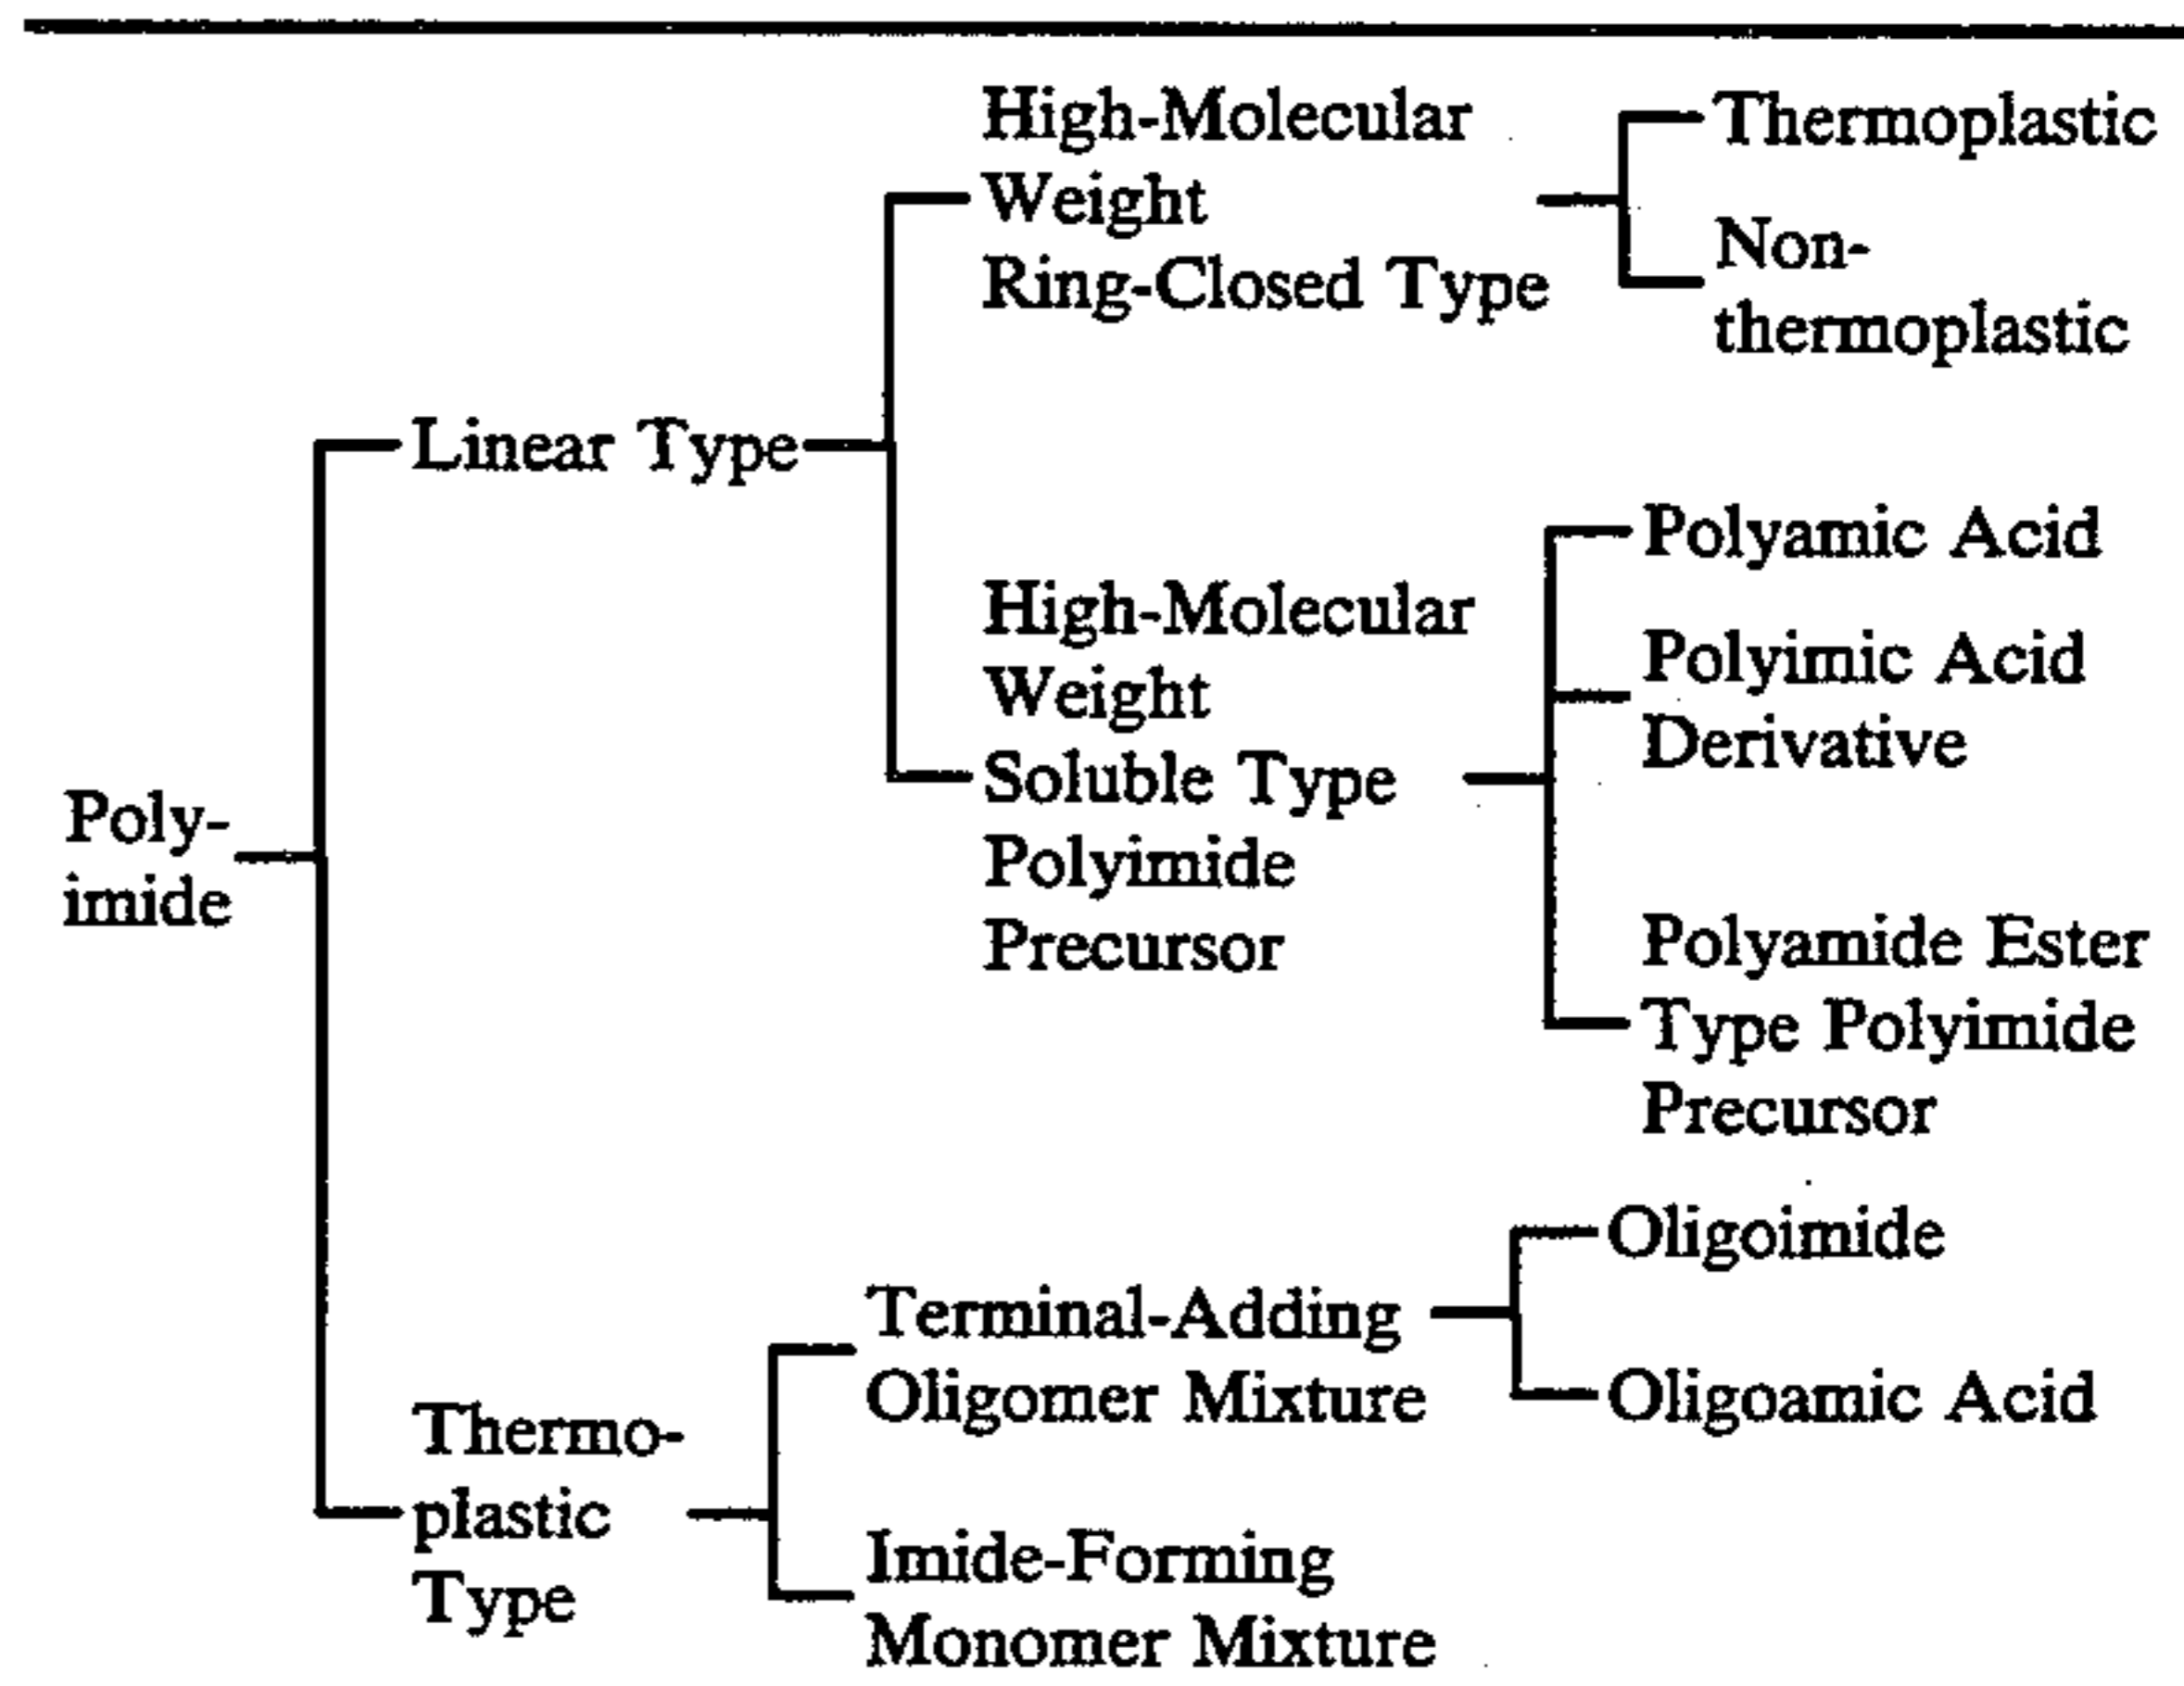 High-Molecular
Weight
Ring-Closed Type
Thermoplastic
Non-
thermoplastic
Linear Type
High-Molecular
Weight
Soluble Type
Polyimide
Precursor
Polyamic Acid
Polyimic Acid
Derivative
Polyamide Ester
Type Polyimide
Precursor
Poly-
imide
Thermo-
plastic
Type
Terminal-Adding
Oligomer Mixture
Oligoimide
Oligoamic Acid
Imide-Forming
Monomer Mixture